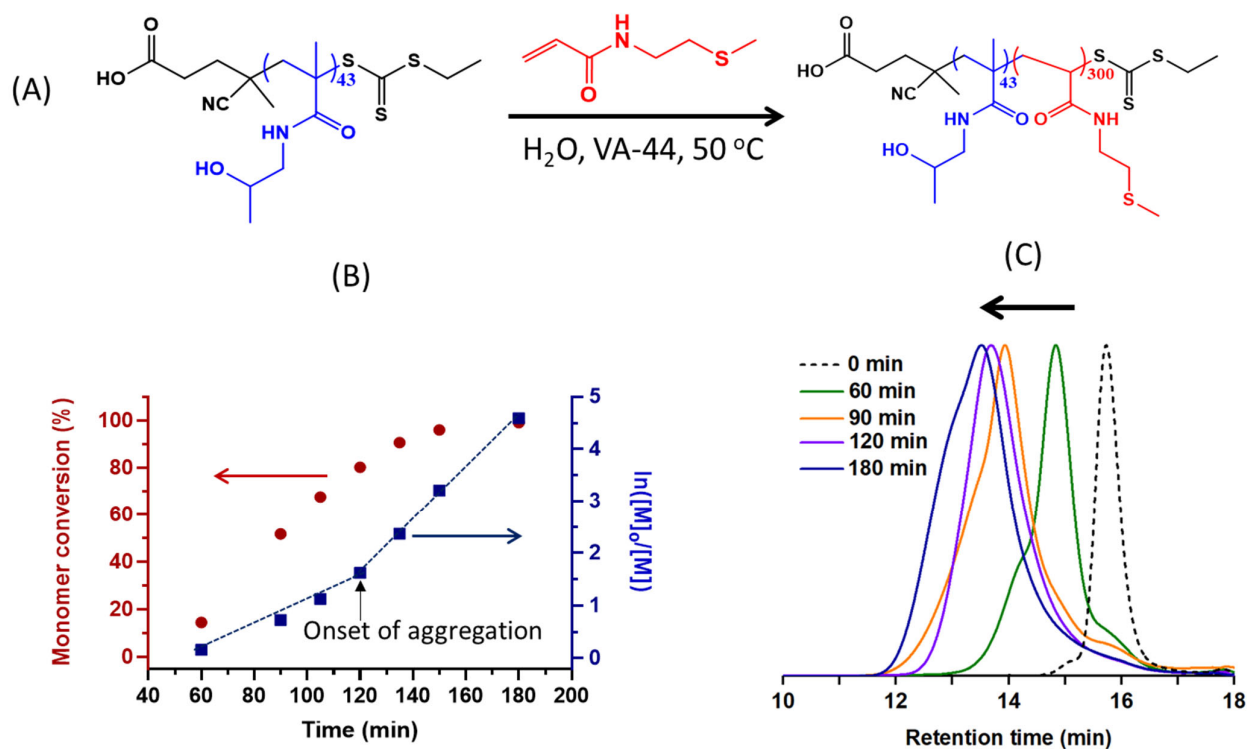 (A)
O
HO
NC
43
S
S
S
HN
O
HO
H
N
S
O
H₂O, VA-44, 50 °C
O
HO
NC
43
300
S
S
S
HN
O
O
NH
HO
S
(B)
Monomer conversion (%)
100
80
60
40
20
0
5
4
3
2
1
0
ln([M]ₒ/[M])
Onset of aggregation
40 60 80 100 120 140 160 180 200
Time (min)
(C)
0 min
60 min
90 min
120 min
180 min
10 12 14 16 18
Retention time (min)